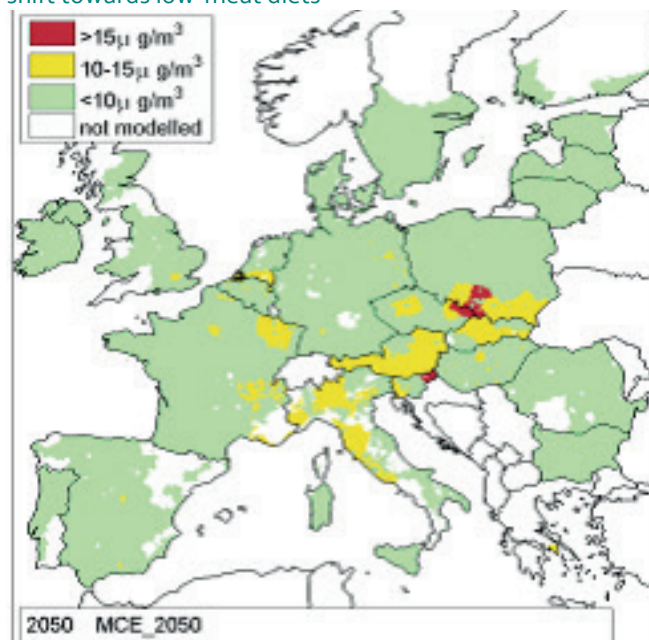 shift towards low-meat diets
>15μ g/m³
10-15μ g/m³
<10μ g/m³
not modelled
2050 MCE_2050